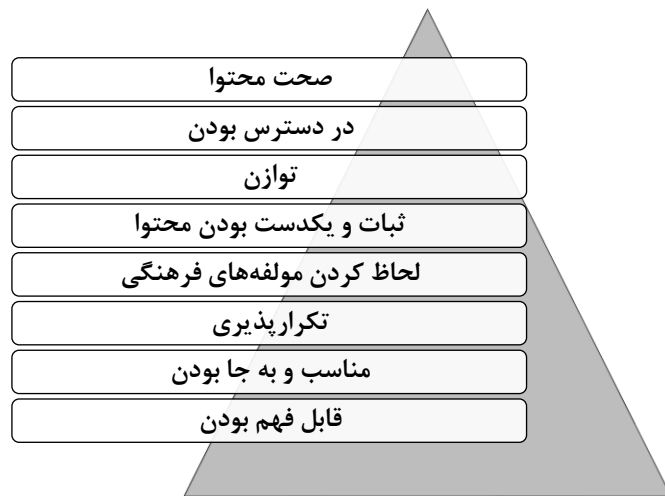 صحت محتوا
در دسترس بودن
توازن
ثبات و یکدست بودن محتوا
لحاظ کردن مولفه‌های فرهنگی
تکرارپذیری
مناسب و به جا بودن
قابل فهم بودن